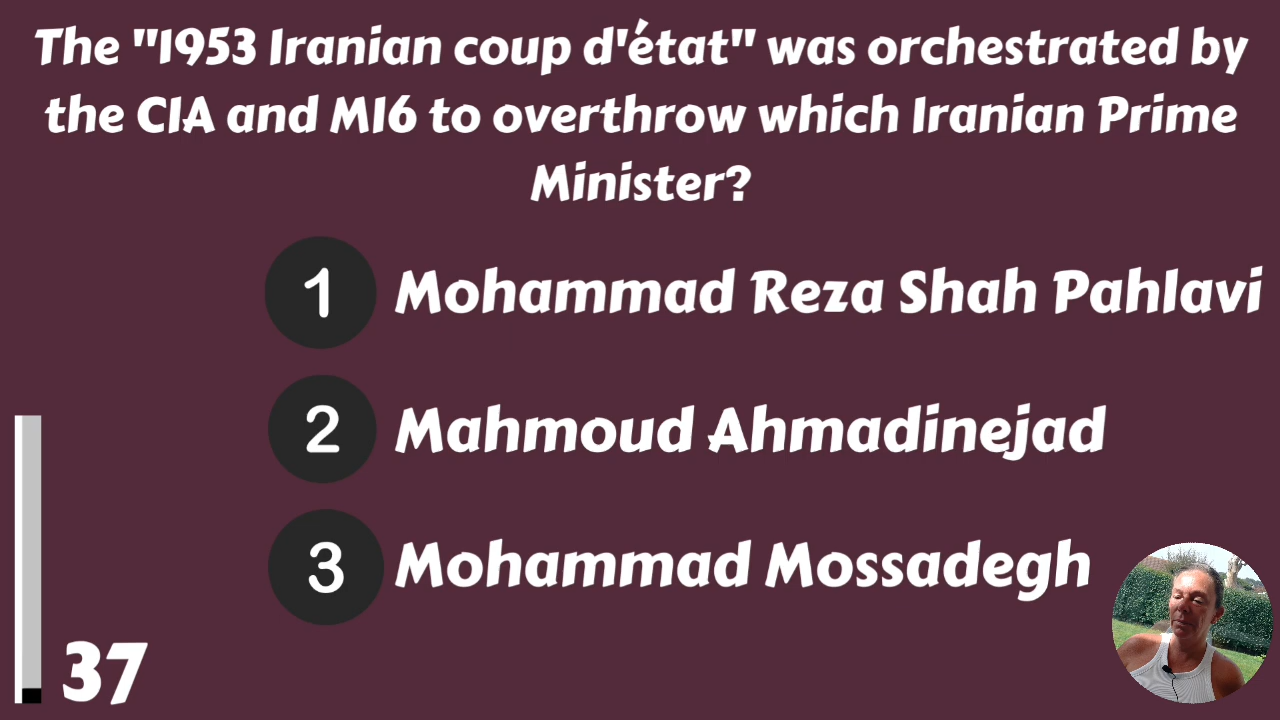 The "1953 Iranian coup d'état" was orchestrated by
the CIA and MI6 to overthrow which Iranian Prime
Minister?
1 Mohammad Reza Shah Pahlavi
2 Mahmoud Ahmadinejad
3 Mohammad Mossadegh
37